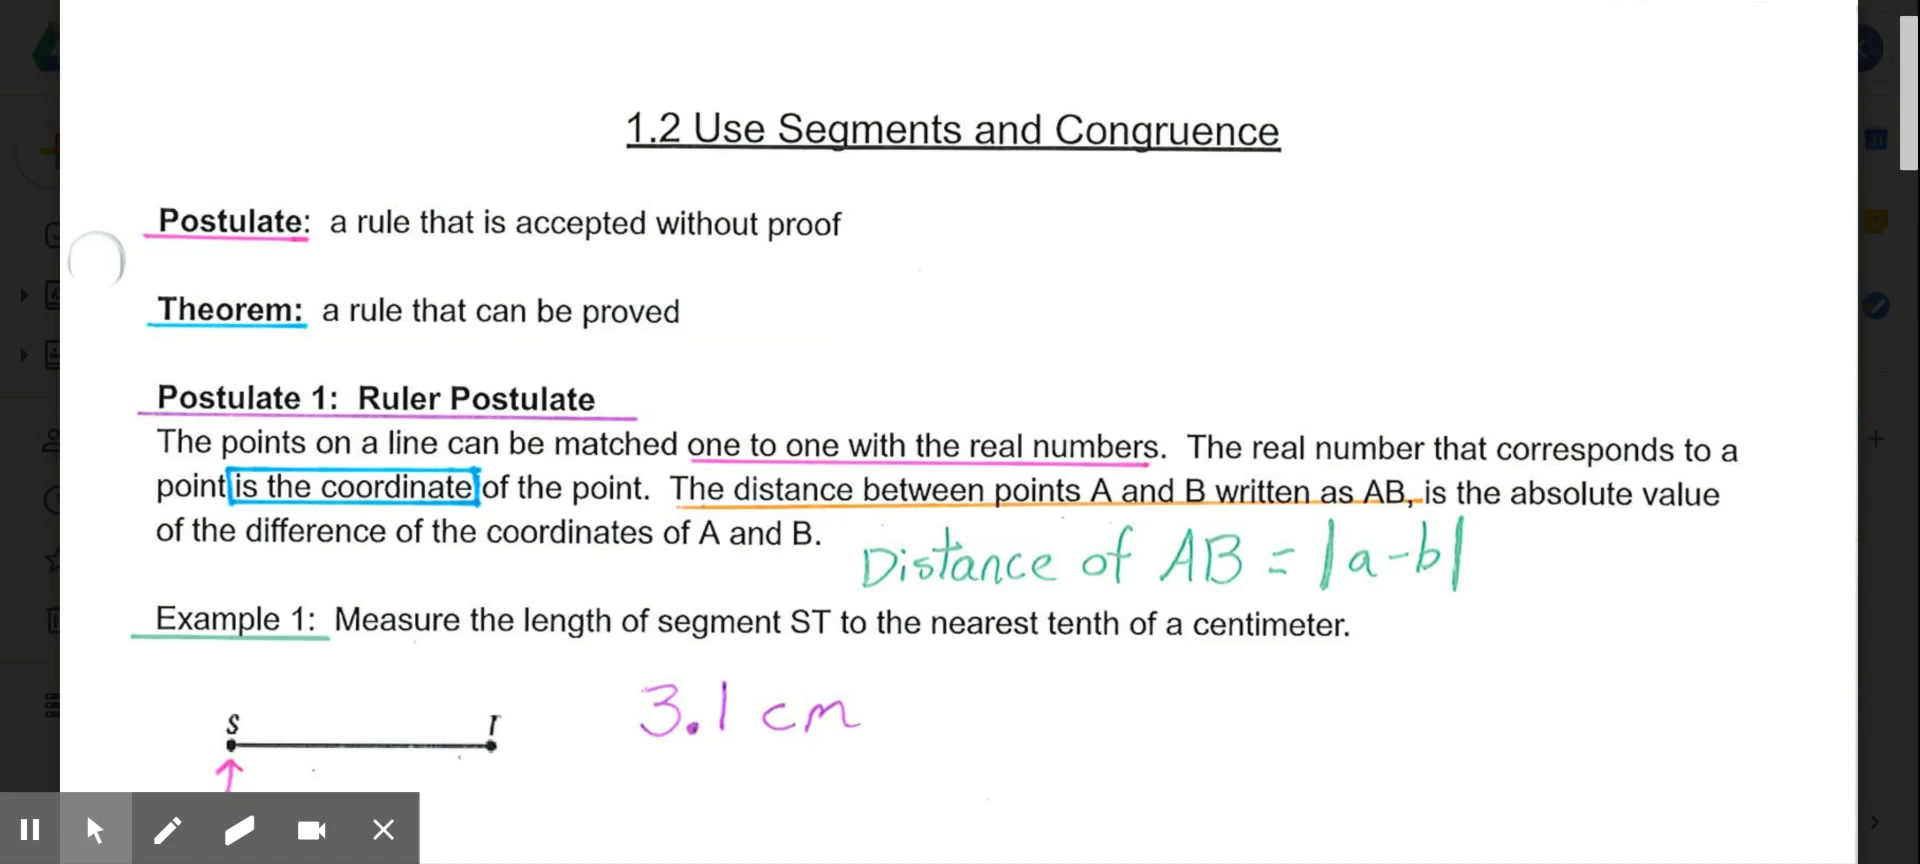 1.2 Use Segments and Congruence
Postulate: a rule that is accepted without proof
Theorem: a rule that can be proved
Postulate 1: Ruler Postulate
The points on a line can be matched one to one with the real numbers. The real number that corresponds to a
point is the coordinate of the point. The distance between points A and B written as AB, is the absolute value
of the difference of the coordinates of A and B.
Distance of AB = |a-b|
Example 1: Measure the length of segment ST to the nearest tenth of a centimeter.
S T
3.1 cm